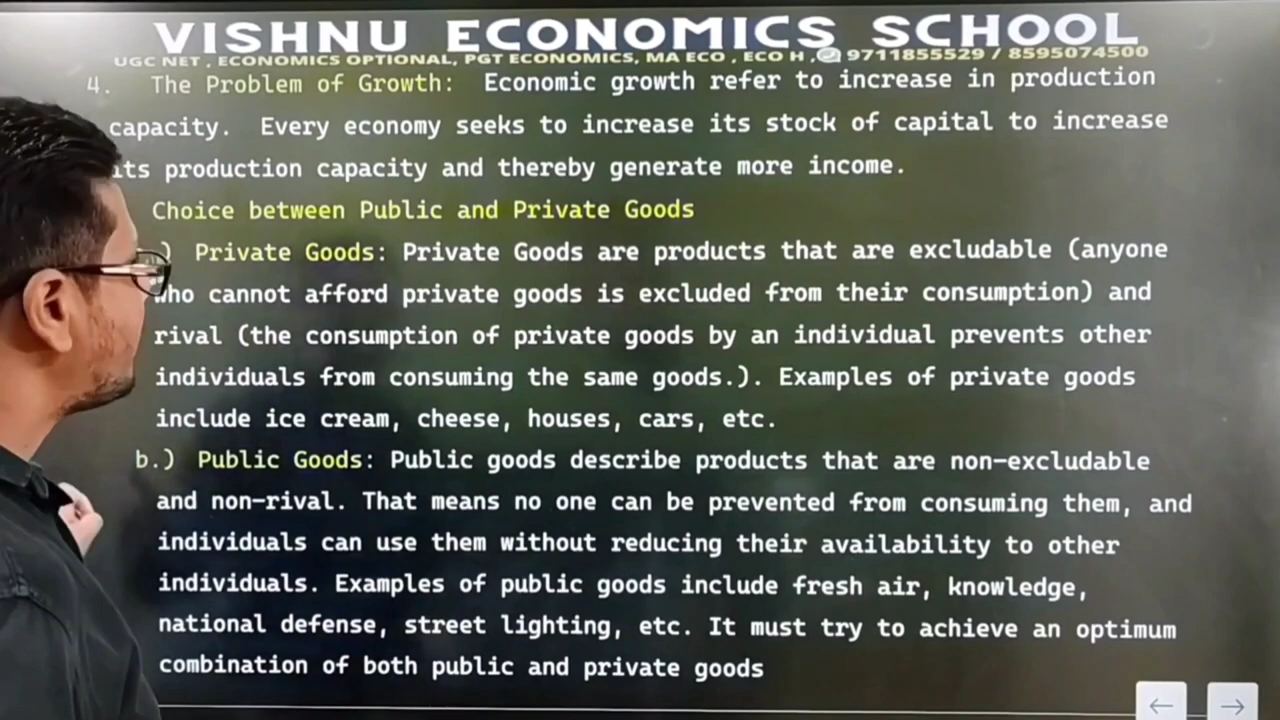 VISHNU ECONOMICS SCHOOL
UGC NET , ECONOMICS OPTIONAL, PGT ECONOMICS, MA ECO , ECO H , 9711855529 / 8595074500
4. The Problem of Growth: Economic growth refer to increase in production
capacity. Every economy seeks to increase its stock of capital to increase
its production capacity and thereby generate more income.
Choice between Public and Private Goods
) Private Goods: Private Goods are products that are excludable (anyone
who cannot afford private goods is excluded from their consumption) and
rival (the consumption of private goods by an individual prevents other
individuals from consuming the same goods.). Examples of private goods
include ice cream, cheese, houses, cars, etc.
b.) Public Goods: Public goods describe products that are non-excludable
and non-rival. That means no one can be prevented from consuming them, and
individuals can use them without reducing their availability to other
individuals. Examples of public goods include fresh air, knowledge,
national defense, street lighting, etc. It must try to achieve an optimum
combination of both public and private goods